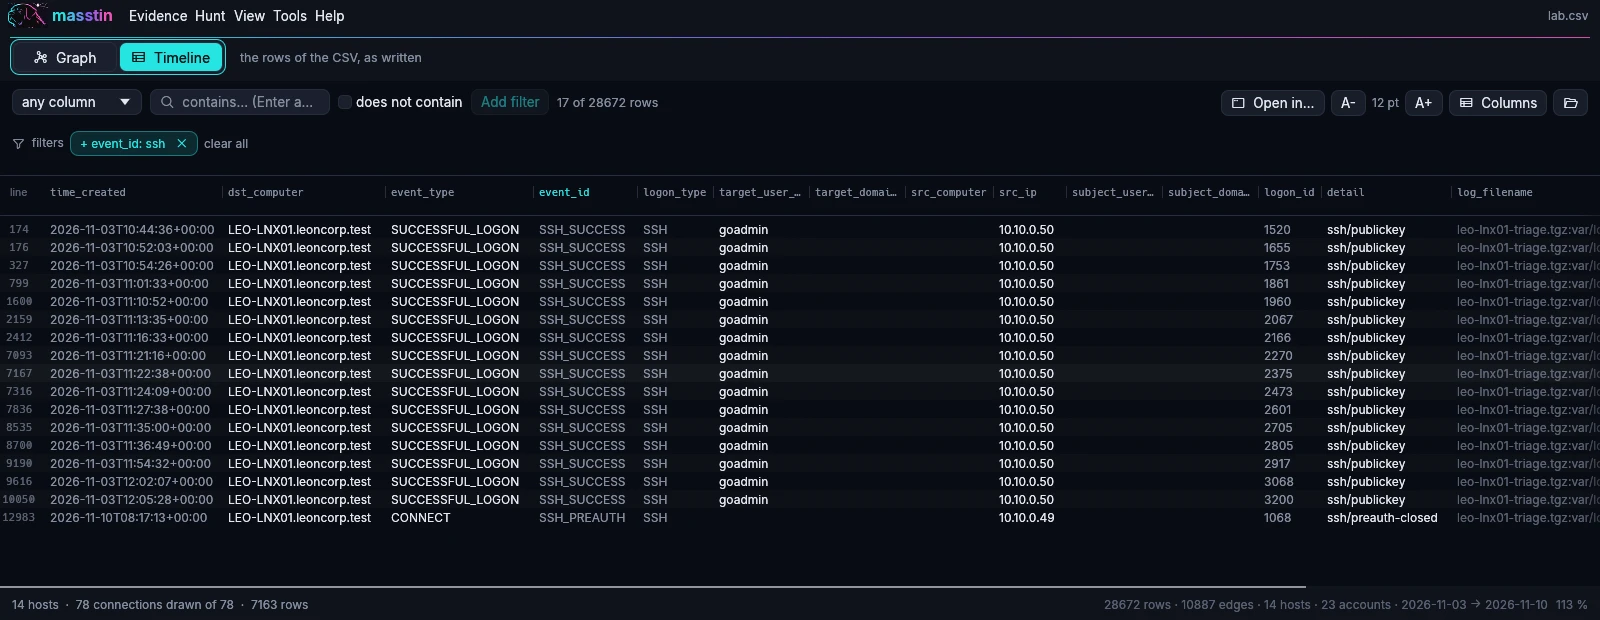 masstin Evidence Hunt View Tools Help lab.csv
Graph Timeline the rows of the CSV, as written
any column contains... (Enter a... does not contain Add filter 17 of 28672 rows Open in... A- 12 pt A+ Columns
filters + event_id: ssh × clear all
line time_created dst_computer event_type event_id logon_type target_user_… target_domai… src_computer src_ip subject_user… subject_doma… logon_id detail log_filename
174 2026-11-03T10:44:36+00:00 LEO-LNX01.leoncorp.test SUCCESSFUL_LOGON SSH_SUCCESS SSH goadmin 10.10.0.50 1520 ssh/publickey leo-lnx01-triage.tgz:var/l
176 2026-11-03T10:52:03+00:00 LEO-LNX01.leoncorp.test SUCCESSFUL_LOGON SSH_SUCCESS SSH goadmin 10.10.0.50 1655 ssh/publickey leo-lnx01-triage.tgz:var/l
327 2026-11-03T10:54:26+00:00 LEO-LNX01.leoncorp.test SUCCESSFUL_LOGON SSH_SUCCESS SSH goadmin 10.10.0.50 1753 ssh/publickey leo-lnx01-triage.tgz:var/l
799 2026-11-03T11:01:33+00:00 LEO-LNX01.leoncorp.test SUCCESSFUL_LOGON SSH_SUCCESS SSH goadmin 10.10.0.50 1861 ssh/publickey leo-lnx01-triage.tgz:var/l
1600 2026-11-03T11:10:52+00:00 LEO-LNX01.leoncorp.test SUCCESSFUL_LOGON SSH_SUCCESS SSH goadmin 10.10.0.50 1960 ssh/publickey leo-lnx01-triage.tgz:var/l
2159 2026-11-03T11:13:35+00:00 LEO-LNX01.leoncorp.test SUCCESSFUL_LOGON SSH_SUCCESS SSH goadmin 10.10.0.50 2067 ssh/publickey leo-lnx01-triage.tgz:var/l
2412 2026-11-03T11:16:33+00:00 LEO-LNX01.leoncorp.test SUCCESSFUL_LOGON SSH_SUCCESS SSH goadmin 10.10.0.50 2166 ssh/publickey leo-lnx01-triage.tgz:var/l
7093 2026-11-03T11:21:16+00:00 LEO-LNX01.leoncorp.test SUCCESSFUL_LOGON SSH_SUCCESS SSH goadmin 10.10.0.50 2270 ssh/publickey leo-lnx01-triage.tgz:var/l
7167 2026-11-03T11:22:38+00:00 LEO-LNX01.leoncorp.test SUCCESSFUL_LOGON SSH_SUCCESS SSH goadmin 10.10.0.50 2375 ssh/publickey leo-lnx01-triage.tgz:var/l
7316 2026-11-03T11:24:09+00:00 LEO-LNX01.leoncorp.test SUCCESSFUL_LOGON SSH_SUCCESS SSH goadmin 10.10.0.50 2473 ssh/publickey leo-lnx01-triage.tgz:var/l
7836 2026-11-03T11:27:38+00:00 LEO-LNX01.leoncorp.test SUCCESSFUL_LOGON SSH_SUCCESS SSH goadmin 10.10.0.50 2601 ssh/publickey leo-lnx01-triage.tgz:var/l
8535 2026-11-03T11:35:00+00:00 LEO-LNX01.leoncorp.test SUCCESSFUL_LOGON SSH_SUCCESS SSH goadmin 10.10.0.50 2705 ssh/publickey leo-lnx01-triage.tgz:var/l
8700 2026-11-03T11:36:49+00:00 LEO-LNX01.leoncorp.test SUCCESSFUL_LOGON SSH_SUCCESS SSH goadmin 10.10.0.50 2805 ssh/publickey leo-lnx01-triage.tgz:var/l
9190 2026-11-03T11:54:32+00:00 LEO-LNX01.leoncorp.test SUCCESSFUL_LOGON SSH_SUCCESS SSH goadmin 10.10.0.50 2917 ssh/publickey leo-lnx01-triage.tgz:var/l
9616 2026-11-03T12:02:07+00:00 LEO-LNX01.leoncorp.test SUCCESSFUL_LOGON SSH_SUCCESS SSH goadmin 10.10.0.50 3068 ssh/publickey leo-lnx01-triage.tgz:var/l
10050 2026-11-03T12:05:28+00:00 LEO-LNX01.leoncorp.test SUCCESSFUL_LOGON SSH_SUCCESS SSH goadmin 10.10.0.50 3200 ssh/publickey leo-lnx01-triage.tgz:var/l
12983 2026-11-10T08:17:13+00:00 LEO-LNX01.leoncorp.test CONNECT SSH_PREAUTH SSH 10.10.0.49 1068 ssh/preauth-closed leo-lnx01-triage.tgz:var/l
14 hosts · 78 connections drawn of 78 · 7163 rows 28672 rows · 10887 edges · 14 hosts · 23 accounts · 2026-11-03 → 2026-11-10 113 %